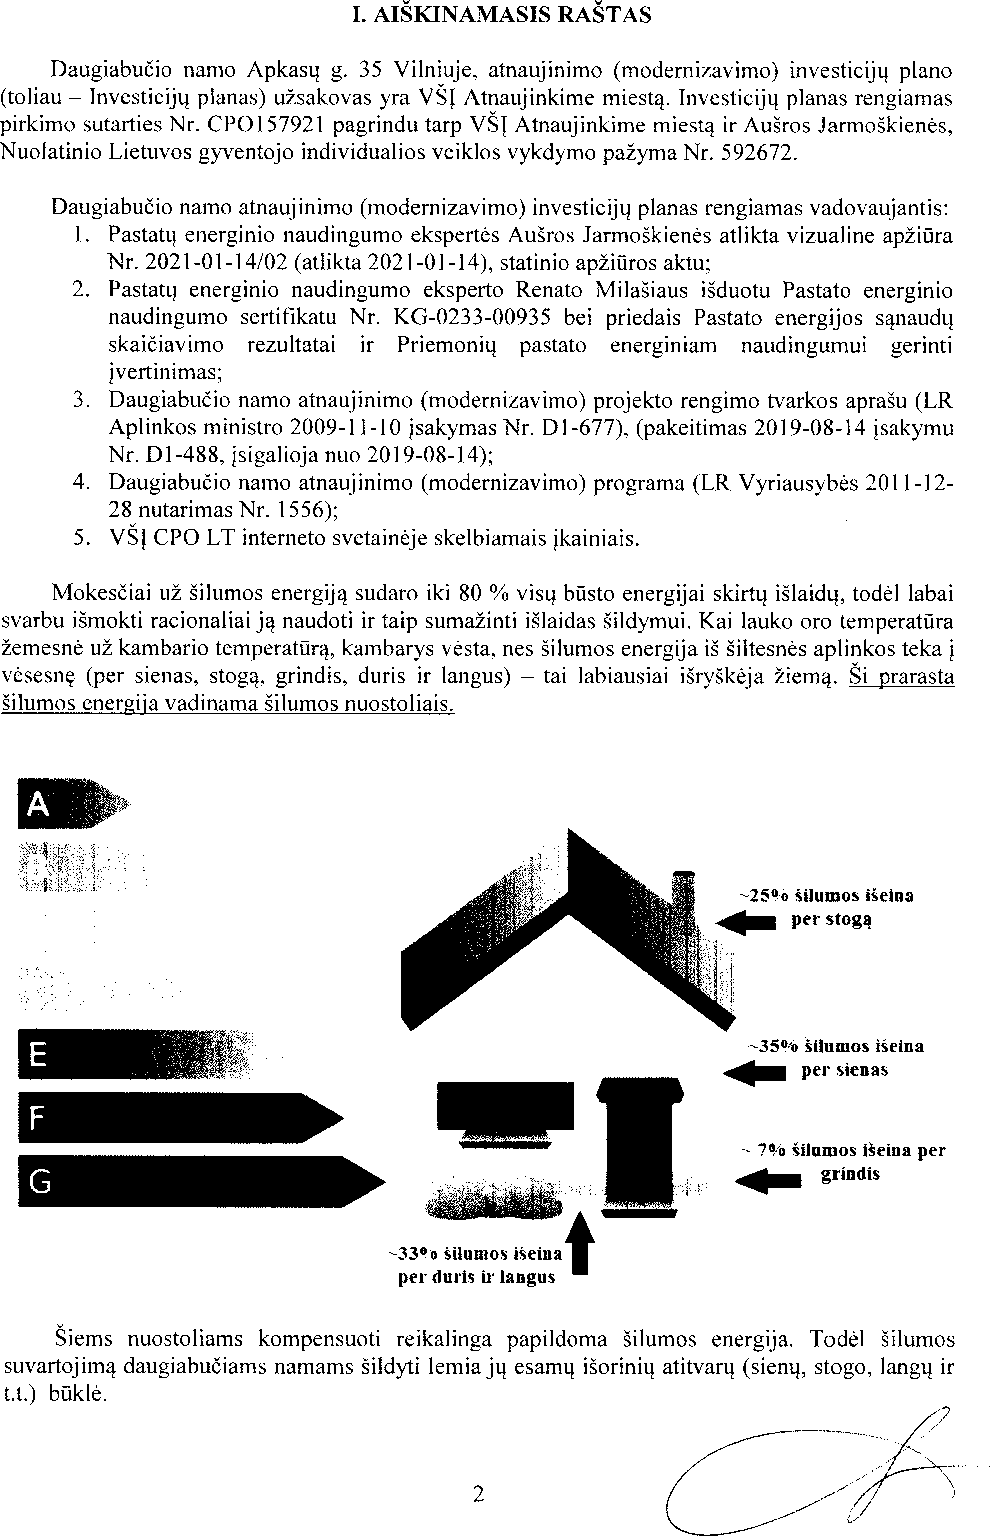 I. AIŠKINAMASIS RAŠTAS
Daugiabučio namo Apkasų g. 35 Vilniuje, atnaujinimo (modernizavimo) investicijų plano
(toliau – Investicijų planas) užsakovas yra VŠĮ Atnaujinkime miestą. Investicijų planas rengiamas
pirkimo sutarties Nr. CPO157921 pagrindu tarp VŠĮ Atnaujinkime miestą ir Aušros Jarmoškienės,
Nuolatinio Lietuvos gyventojo individualios veiklos vykdymo pažyma Nr. 592672.
Daugiabučio namo atnaujinimo (modernizavimo) investicijų planas rengiamas vadovaujantis:
1. Pastatų energinio naudingumo ekspertės Aušros Jarmoškienės atlikta vizualine apžiūra
Nr. 2021-01-14/02 (atlikta 2021-01-14), statinio apžiūros aktu;
2. Pastatų energinio naudingumo eksperto Renato Milašiaus išduotu Pastato energinio
naudingumo sertifikatu Nr. KG-0233-00935 bei priedais Pastato energijos sąnaudų
skaičiavimo rezultatai ir Priemonių pastato energiniam naudingumui gerinti
įvertinimas;
3. Daugiabučio namo atnaujinimo (modernizavimo) projekto rengimo tvarkos aprašu (LR
Aplinkos ministro 2009-11-10 įsakymas Nr. D1-677), (pakeitimas 2019-08-14 įsakymu
Nr. D1-488, įsigalioja nuo 2019-08-14);
4. Daugiabučio namo atnaujinimo (modernizavimo) programa (LR Vyriausybės 2011-12-
28 nutarimas Nr. 1556);
5. VŠĮ CPO LT interneto svetainėje skelbiamais įkainiais.
Mokesčiai už šilumos energiją sudaro iki 80 % visų būsto energijai skirtų išlaidų, todėl labai
svarbu išmokti racionaliai ją naudoti ir taip sumažinti išlaidas šildymui. Kai lauko oro temperatūra
žemesnė už kambario temperatūrą, kambarys vėsta, nes šilumos energija iš šiltesnės aplinkos teka į
vėsesnę (per sienas, stogą, grindis, duris ir langus) – tai labiausiai išryškėja žiemą. Ši prarasta
šilumos energija vadinama šilumos nuostoliais.
A
~25% šilumos išeina
per stogą
E
~35% šilumos išeina
per sienas
F
~ 7% šilumos išeina per
grindis
G
~33% šilumos išeina
per duris ir langus
Šiems nuostoliams kompensuoti reikalinga papildoma šilumos energija. Todėl šilumos
suvartojimą daugiabučiams namams šildyti lemia jų esamų išorinių atitvarų (sienų, stogo, langų ir
t.t.) būklė.
2